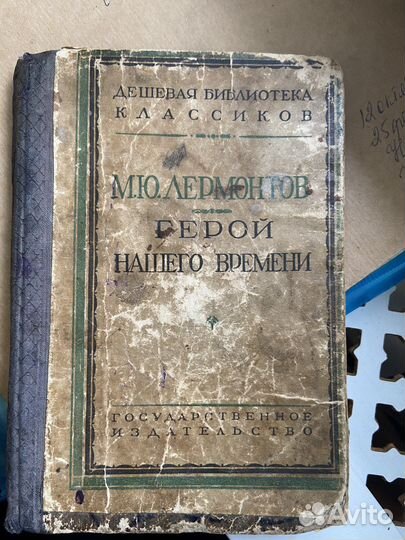 ДЕШЕВАЯ БИБЛИОТЕКА
КЛАССИКОВ
М.Ю. ЛЕРМОНТОВ
ГЕРОЙ
НАШЕГО ВРЕМЕНИ
ГОСУДАРСТВЕННОЕ
ИЗДАТЕЛЬСТВО
Avito